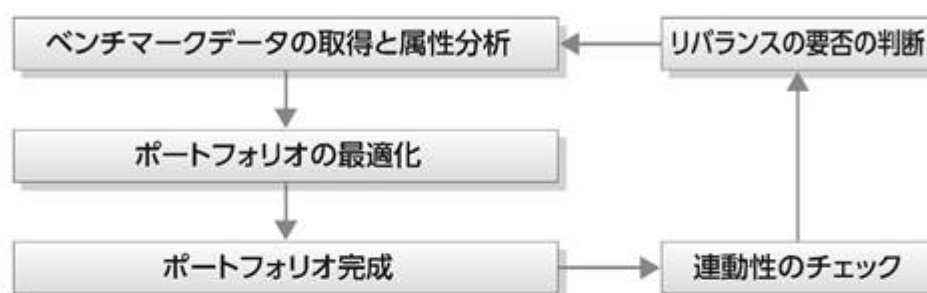 ベンチマークデータの取得と属性分析
リバランスの要否の判断
ポートフォリオの最適化
ポートフォリオ完成
連動性のチェック